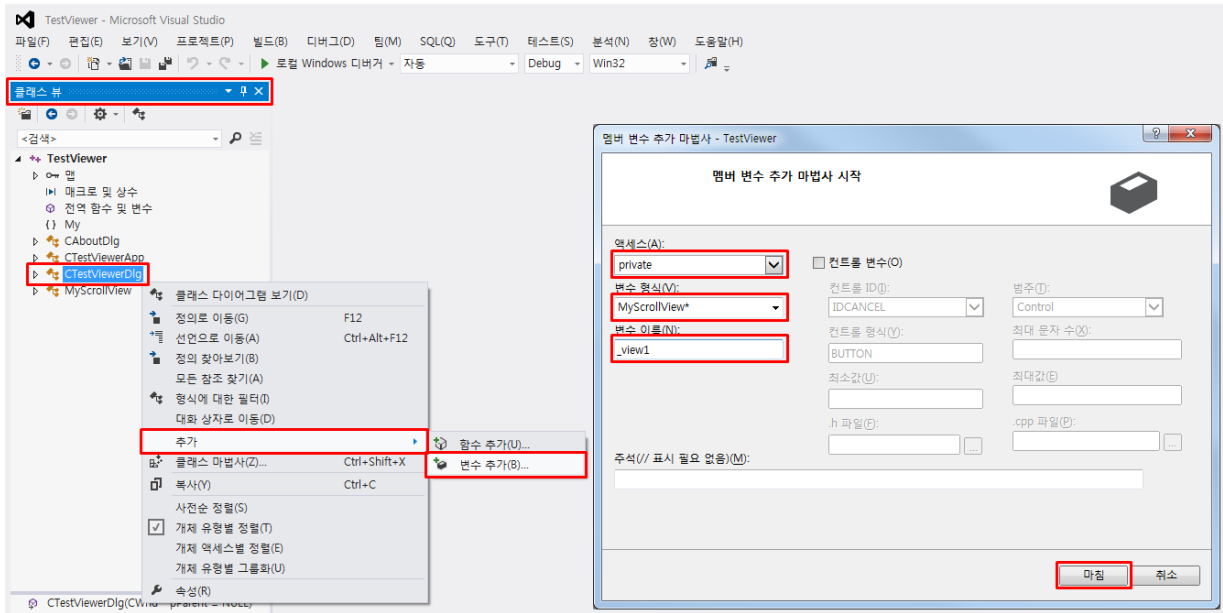 TestViewer - Microsoft Visual Studio
파일(F) 편집(E) 보기(V) 프로젝트(P) 빌드(B) 디버그(D) 팀(M) SQL(Q) 도구(T) 테스트(S) 분석(N) 창(W) 도움말(H)
로컬 Windows 디버거 자동 Debug Win32
클래스 뷰
<검색>
TestViewer
맵
매크로 및 상수
전역 함수 및 변수
{} My
CAboutDlg
CTestViewerApp
CTestViewerDlg
MyScrollView
클래스 다이어그램 보기(D)
정의로 이동(G) F12
선언으로 이동(A) Ctrl+Alt+F12
정의 찾아보기(B)
모든 참조 찾기(A)
형식에 대한 필터(I)
대화 상자로 이동(D)
추가
클래스 마법사(Z)... Ctrl+Shift+X
복사(Y) Ctrl+C
사전순 정렬(S)
개체 유형별 정렬(T)
개체 액세스별 정렬(E)
개체 유형별 그룹화(U)
속성(R)
함수 추가(U)...
변수 추가(B)...
CTestViewerDlg(CWnd* pParent = NULL)
멤버 변수 추가 마법사 - TestViewer
멤버 변수 추가 마법사 시작
액세스(A):
private
컨트롤 변수(O)
변수 형식(V):
MyScrollView*
컨트롤 ID(I):
IDCANCEL
범주(T):
Control
변수 이름(N):
_view1
컨트롤 형식(Y):
BUTTON
최대 문자 수(X):
최소값(U):
최대값(E)
.h 파일(F):
...
.cpp 파일(P):
...
주석(// 표시 필요 없음)(M):
마침
취소